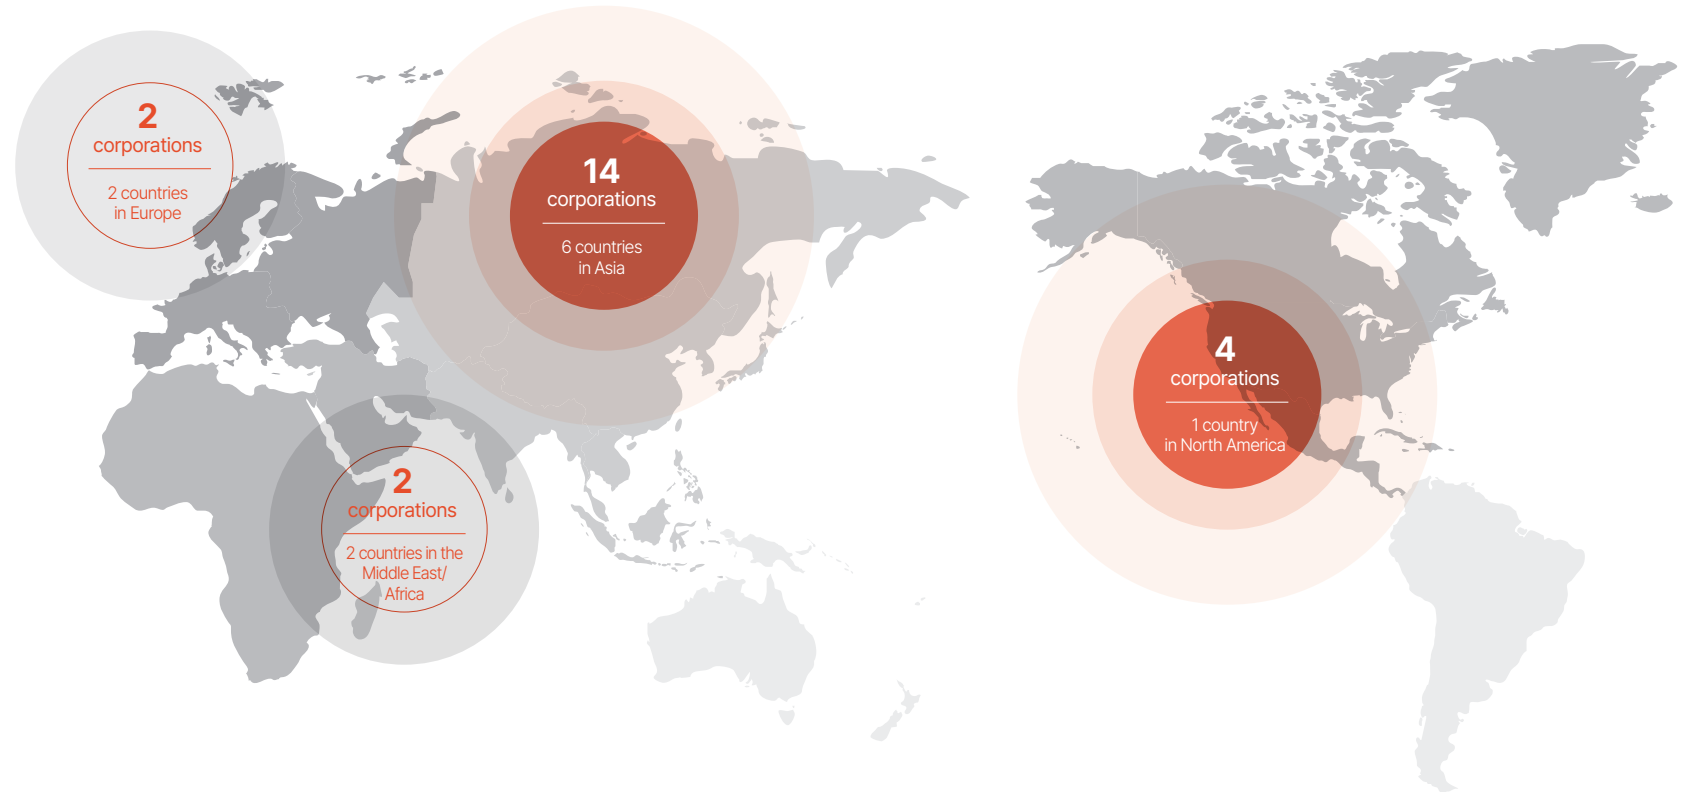 2
corporations
2 countries
in Europe
14
corporations
6 countries
in Asia
2
corporations
2 countries in the
Middle East/
Africa
4
corporations
1 country
in North America